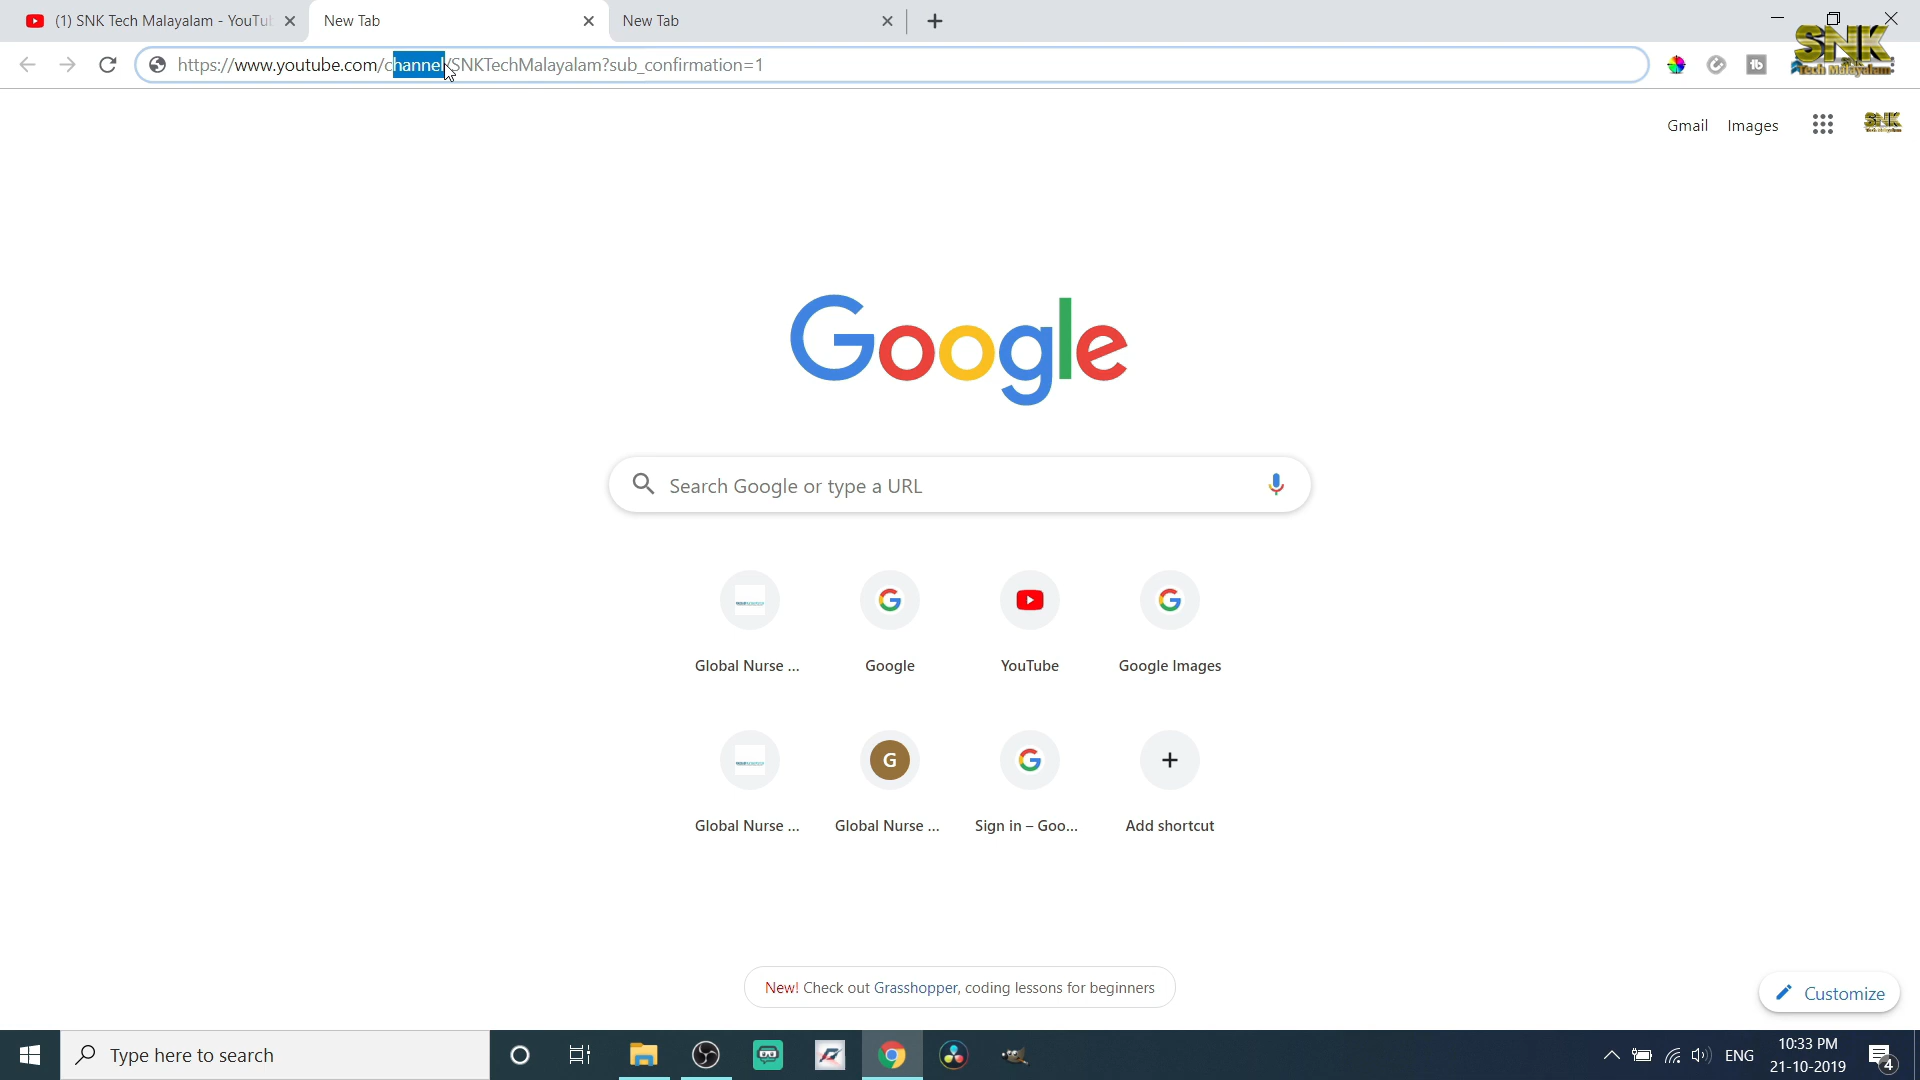 (1) SNK Tech Malayalam - YouTu
New Tab
New Tab
https://www.youtube.com/channel/SNKTechMalayalam?sub_confirmation=1
SNK
Tech Malayalam
Gmail
Images
SNK
Google
Search Google or type a URL
Global Nurse ...
Google
YouTube
Google Images
G
Global Nurse ...
Global Nurse ...
Sign in – Goo...
Add shortcut
New! Check out Grasshopper, coding lessons for beginners
Customize
Type here to search
ENG
10:33 PM
21-10-2019
4